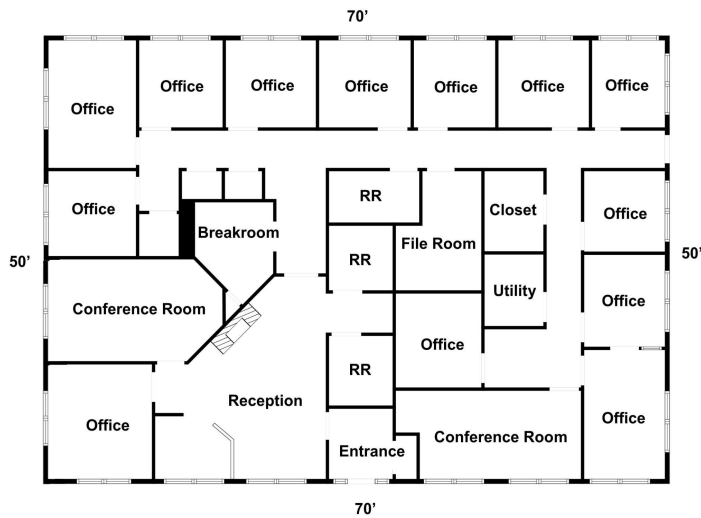 70’
Office
Office
Office
Office
Office
Office
Office
Office
RR
Closet
Office
Breakroom
File Room
50’
50’
RR
Utility
Conference Room
Office
Office
RR
Reception
Office
Office
Conference Room
Entrance
70’